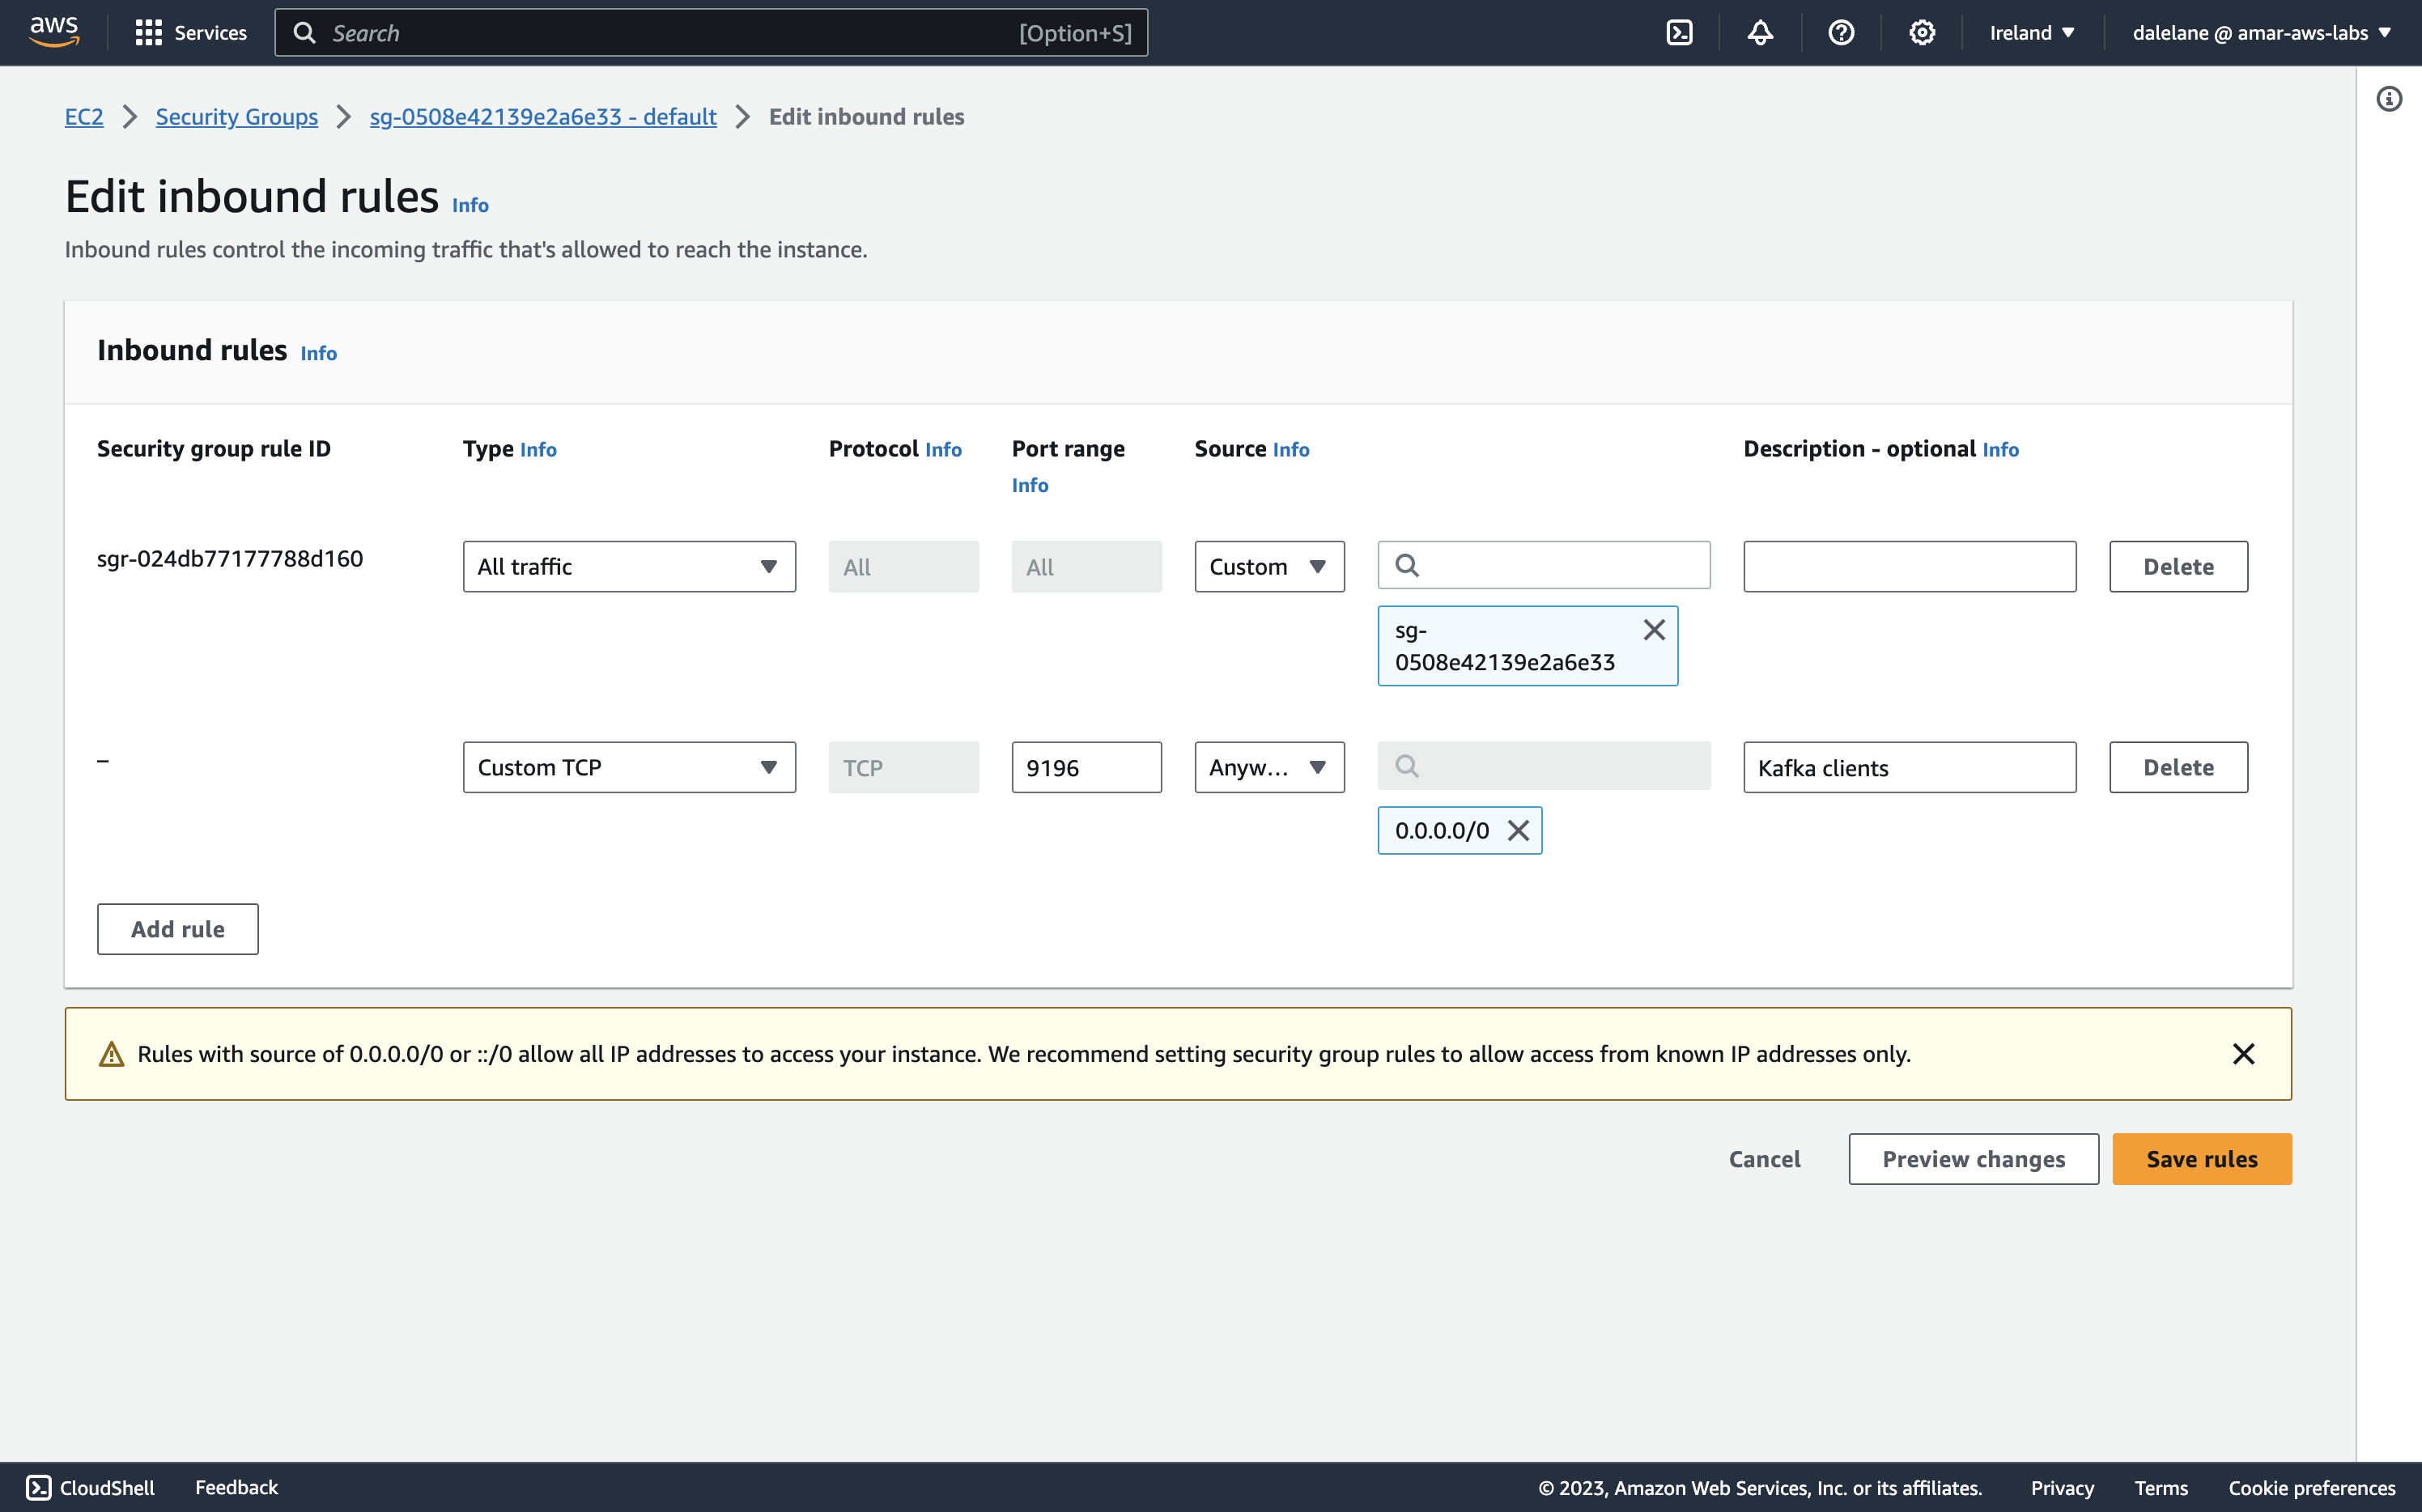 aws Services Search [Option+S] Ireland dalelane @ amar-aws-labs
EC2 Security Groups sg-0508e42139e2a6e33 - default Edit inbound rules
Edit inbound rules Info
Inbound rules control the incoming traffic that's allowed to reach the instance.
Inbound rules Info
Security group rule ID Type Info Protocol Info Port range Source Info Description - optional Info
Info
sgr-024db77177788d160 All traffic All All Custom Delete
sg-
0508e42139e2a6e33
– Custom TCP TCP 9196 Anyw... Kafka clients Delete
0.0.0.0/0
Add rule
Rules with source of 0.0.0.0/0 or ::/0 allow all IP addresses to access your instance. We recommend setting security group rules to allow access from known IP addresses only.
Cancel Preview changes Save rules
CloudShell Feedback © 2023, Amazon Web Services, Inc. or its affiliates. Privacy Terms Cookie preferences